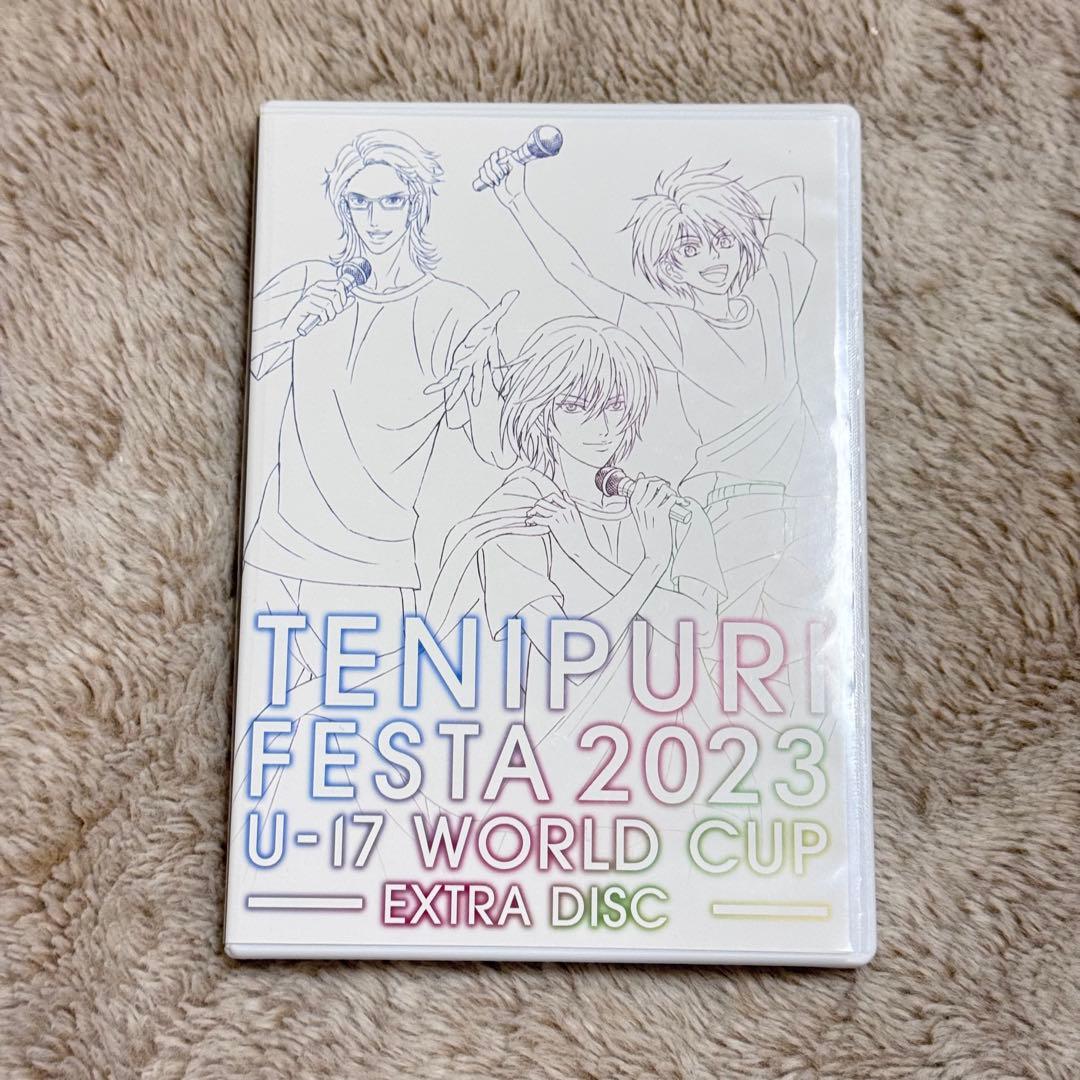 TENIPURI
FESTA 2023
U-17 WORLD CUP
EXTRA DISC